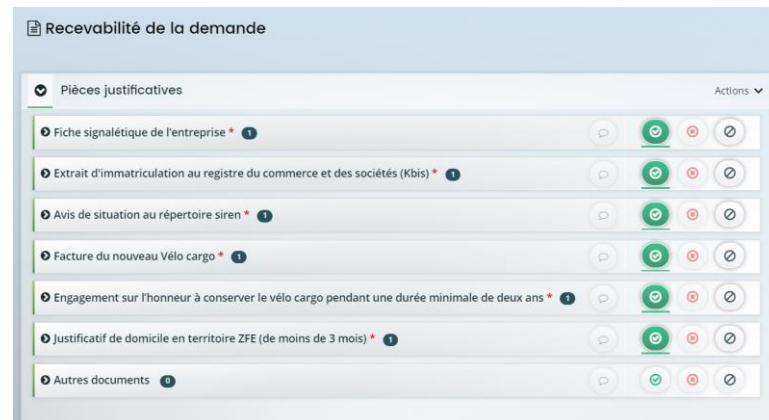 Recevabilité de la demande
Pièces justificatives Actions
Fiche signalétique de l'entreprise * 1
Extrait d'immatriculation au registre du commerce et des sociétés (Kbis) * 1
Avis de situation au répertoire siren * 1
Facture du nouveau Vélo cargo * 1
Engagement sur l'honneur à conserver le vélo cargo pendant une durée minimale de deux ans * 1
Justificatif de domicile en territoire ZFE (de moins de 3 mois) * 1
Autres documents 0